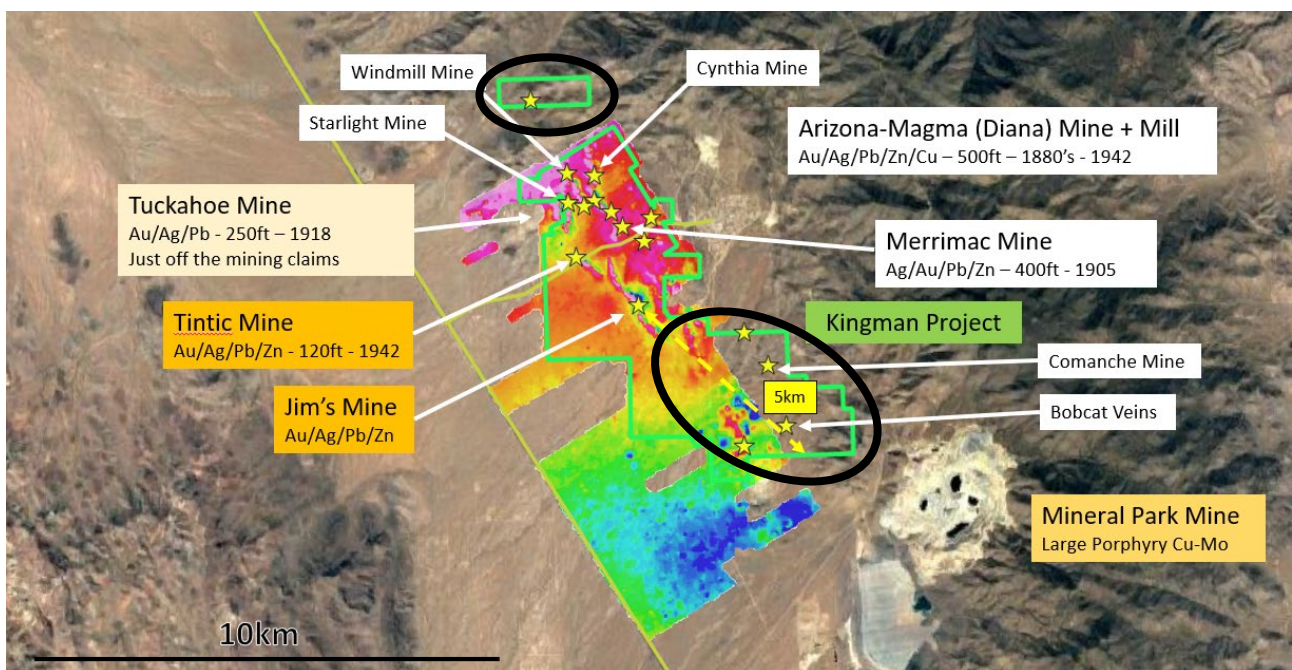 Windmill Mine
Cynthia Mine
Starlight Mine
Arizona-Magma (Diana) Mine + Mill
Au/Ag/Pb/Zn/Cu – 500ft – 1880's - 1942
Tuckahoe Mine
Au/Ag/Pb - 250ft – 1918
Just off the mining claims
Merrimac Mine
Ag/Au/Pb/Zn – 400ft - 1905
Tintic Mine
Au/Ag/Pb/Zn - 120ft - 1942
Kingman Project
Comanche Mine
5km
Jim's Mine
Au/Ag/Pb/Zn
Bobcat Veins
Mineral Park Mine
Large Porphyry Cu-Mo
10km